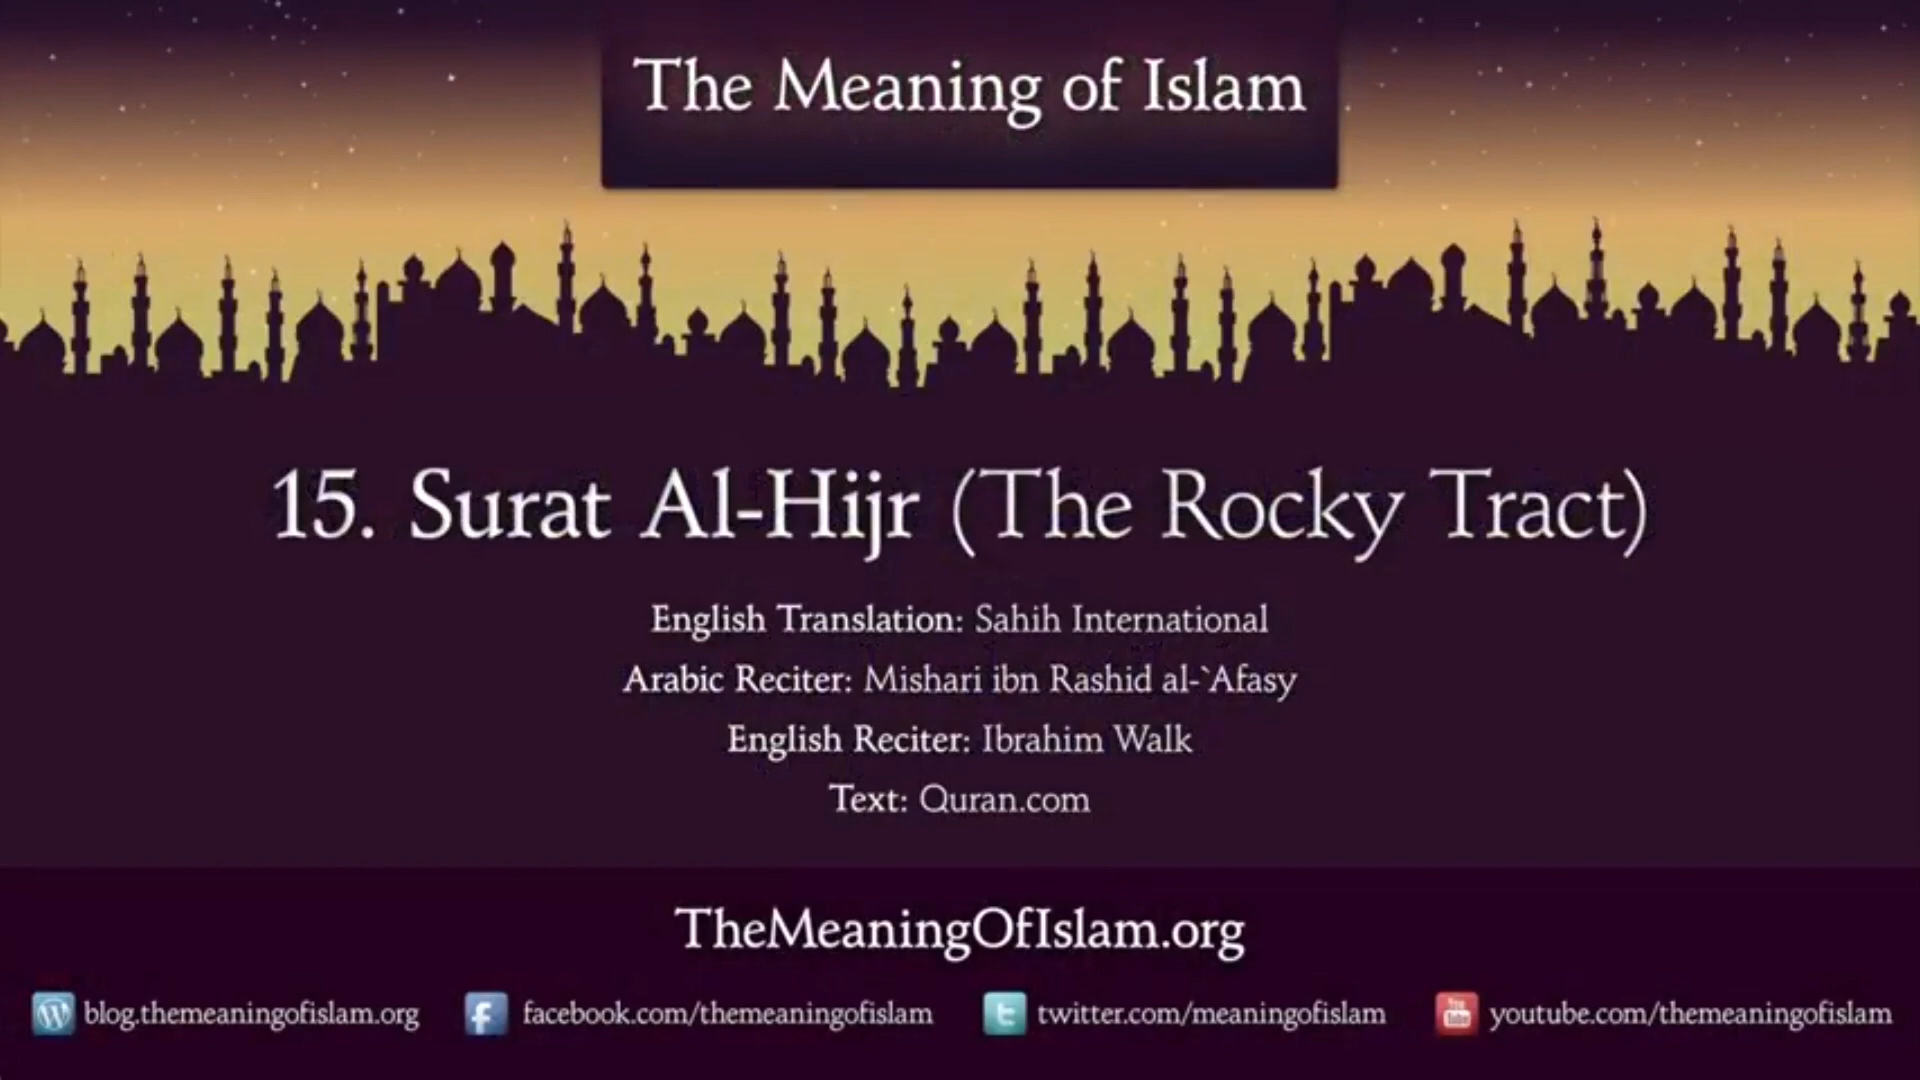 The Meaning of Islam
15. Surat Al-Hijr (The Rocky Tract)
English Translation: Sahih International
Arabic Reciter: Mishari ibn Rashid al-`Afasy
English Reciter: Ibrahim Walk
Text: Quran.com
TheMeaningOfIslam.org
blog.themeaningofislam.org
facebook.com/themeaningofislam
twitter.com/meaningofislam
youtube.com/themeaningofislam